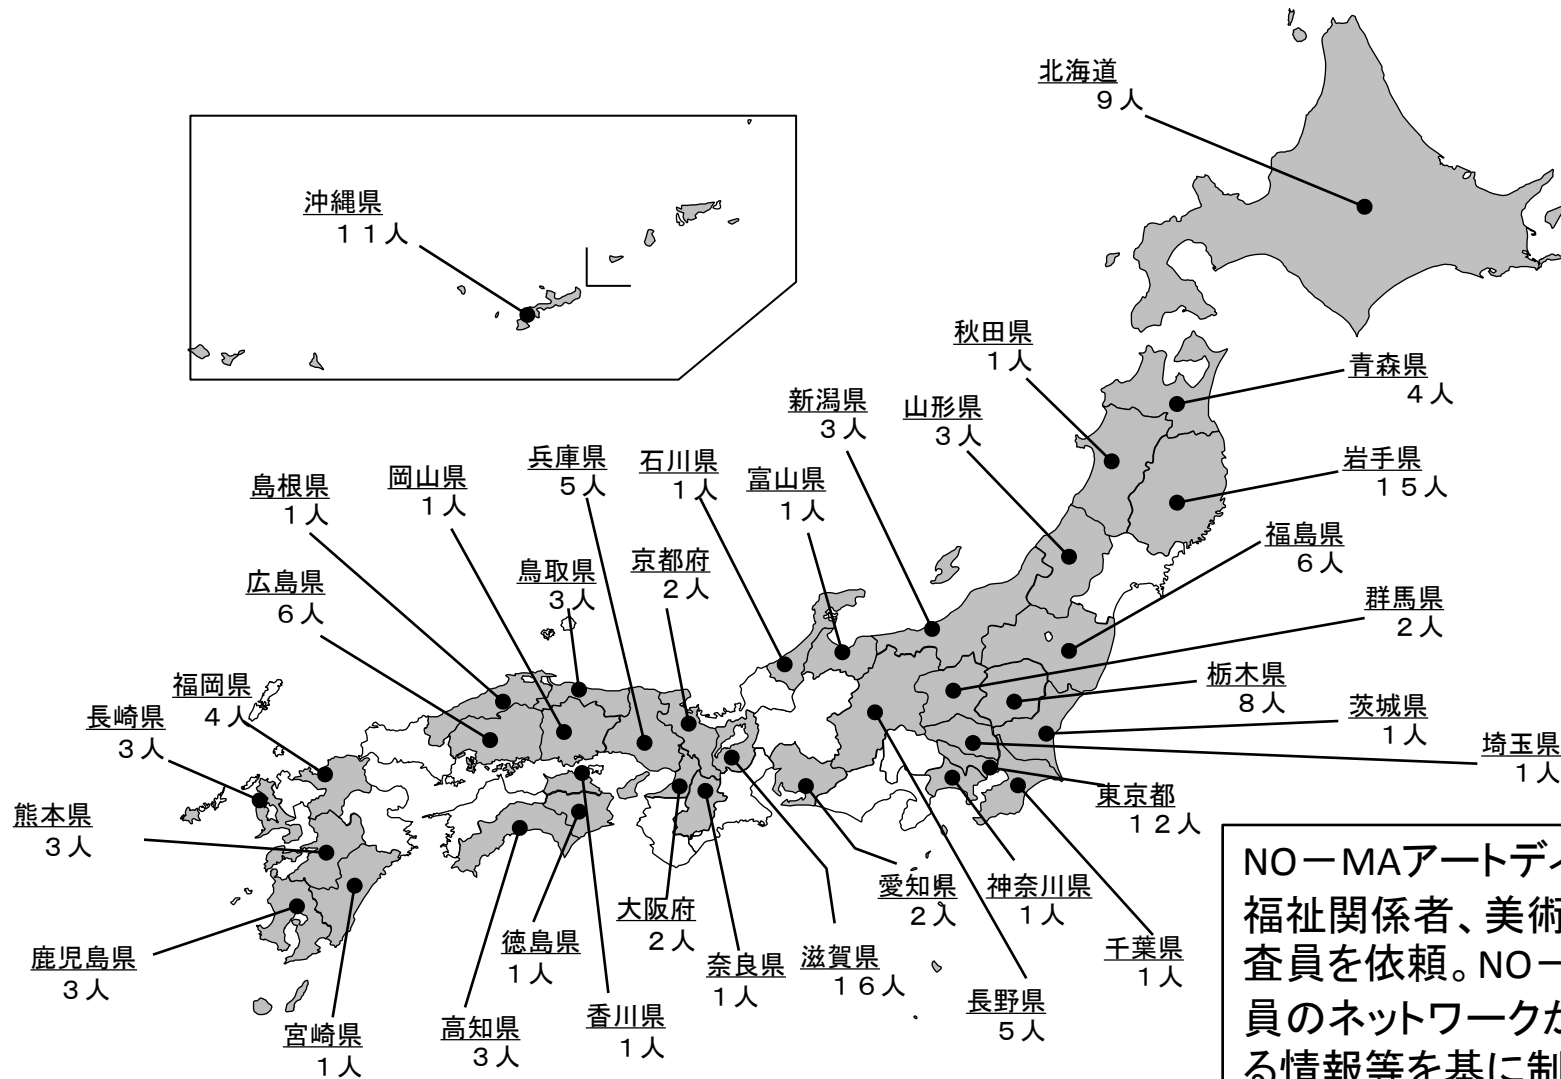 北海道
９人
沖縄県
１１人
秋田県
１人
青森県
４人
新潟県
３人
山形県
３人
岩手県
１５人
兵庫県
５人
石川県
１人
富山県
１人
岡山県
１人
島根県
１人
福島県
６人
京都府
２人
鳥取県
３人
広島県
６人
群馬県
２人
栃木県
８人
福岡県
４人
茨城県
１人
長崎県
３人
埼玉県
１人
東京都
１２人
熊本県
３人
愛知県
２人
神奈川県
１人
大阪府
２人
徳島県
１人
千葉県
１人
鹿児島県
３人
奈良県
１人
滋賀県
１６人
長野県
５人
香川県
１人
高知県
３人
宮崎県
１人
NO－MAアートディ
福祉関係者、美術
査員を依頼。NO－
員のネットワークが
る情報等を基に制